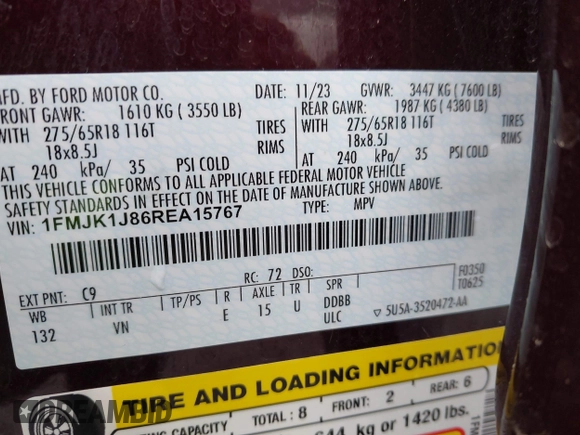 MFD. BY FORD MOTOR CO. DATE: 11/23 GVWR: 3447 KG (7600 LB)
FRONT GAWR: 1610 KG (3550 LB) REAR GAWR: 1987 KG (4380 LB)
WITH 275/65R18 116T TIRES WITH 275/65R18 116T TIRES
18x8.5J RIMS 18x8.5J RIMS
AT 240 kPa/ 35 PSI COLD AT 240 kPa/ 35 PSI COLD
THIS VEHICLE CONFORMS TO ALL APPLICABLE FEDERAL MOTOR VEHICLE
SAFETY STANDARDS IN EFFECT ON THE DATE OF MANUFACTURE SHOWN ABOVE.
VIN: 1FMJK1J86REA15767 TYPE: MPV
EXT PNT: C9 RC: 72 DSO: F0350
T0625
WB INT TR TP/PS R AXLE TR SPR
132 VN E 15 U DDBB
ULC ▽ 5U5A-3520472-AA
TIRE AND LOADING INFORMATION
SEATING CAPACITY TOTAL: 8 FRONT: 2 REAR: 6
644 kg or 1420 lbs.
DREAMBID